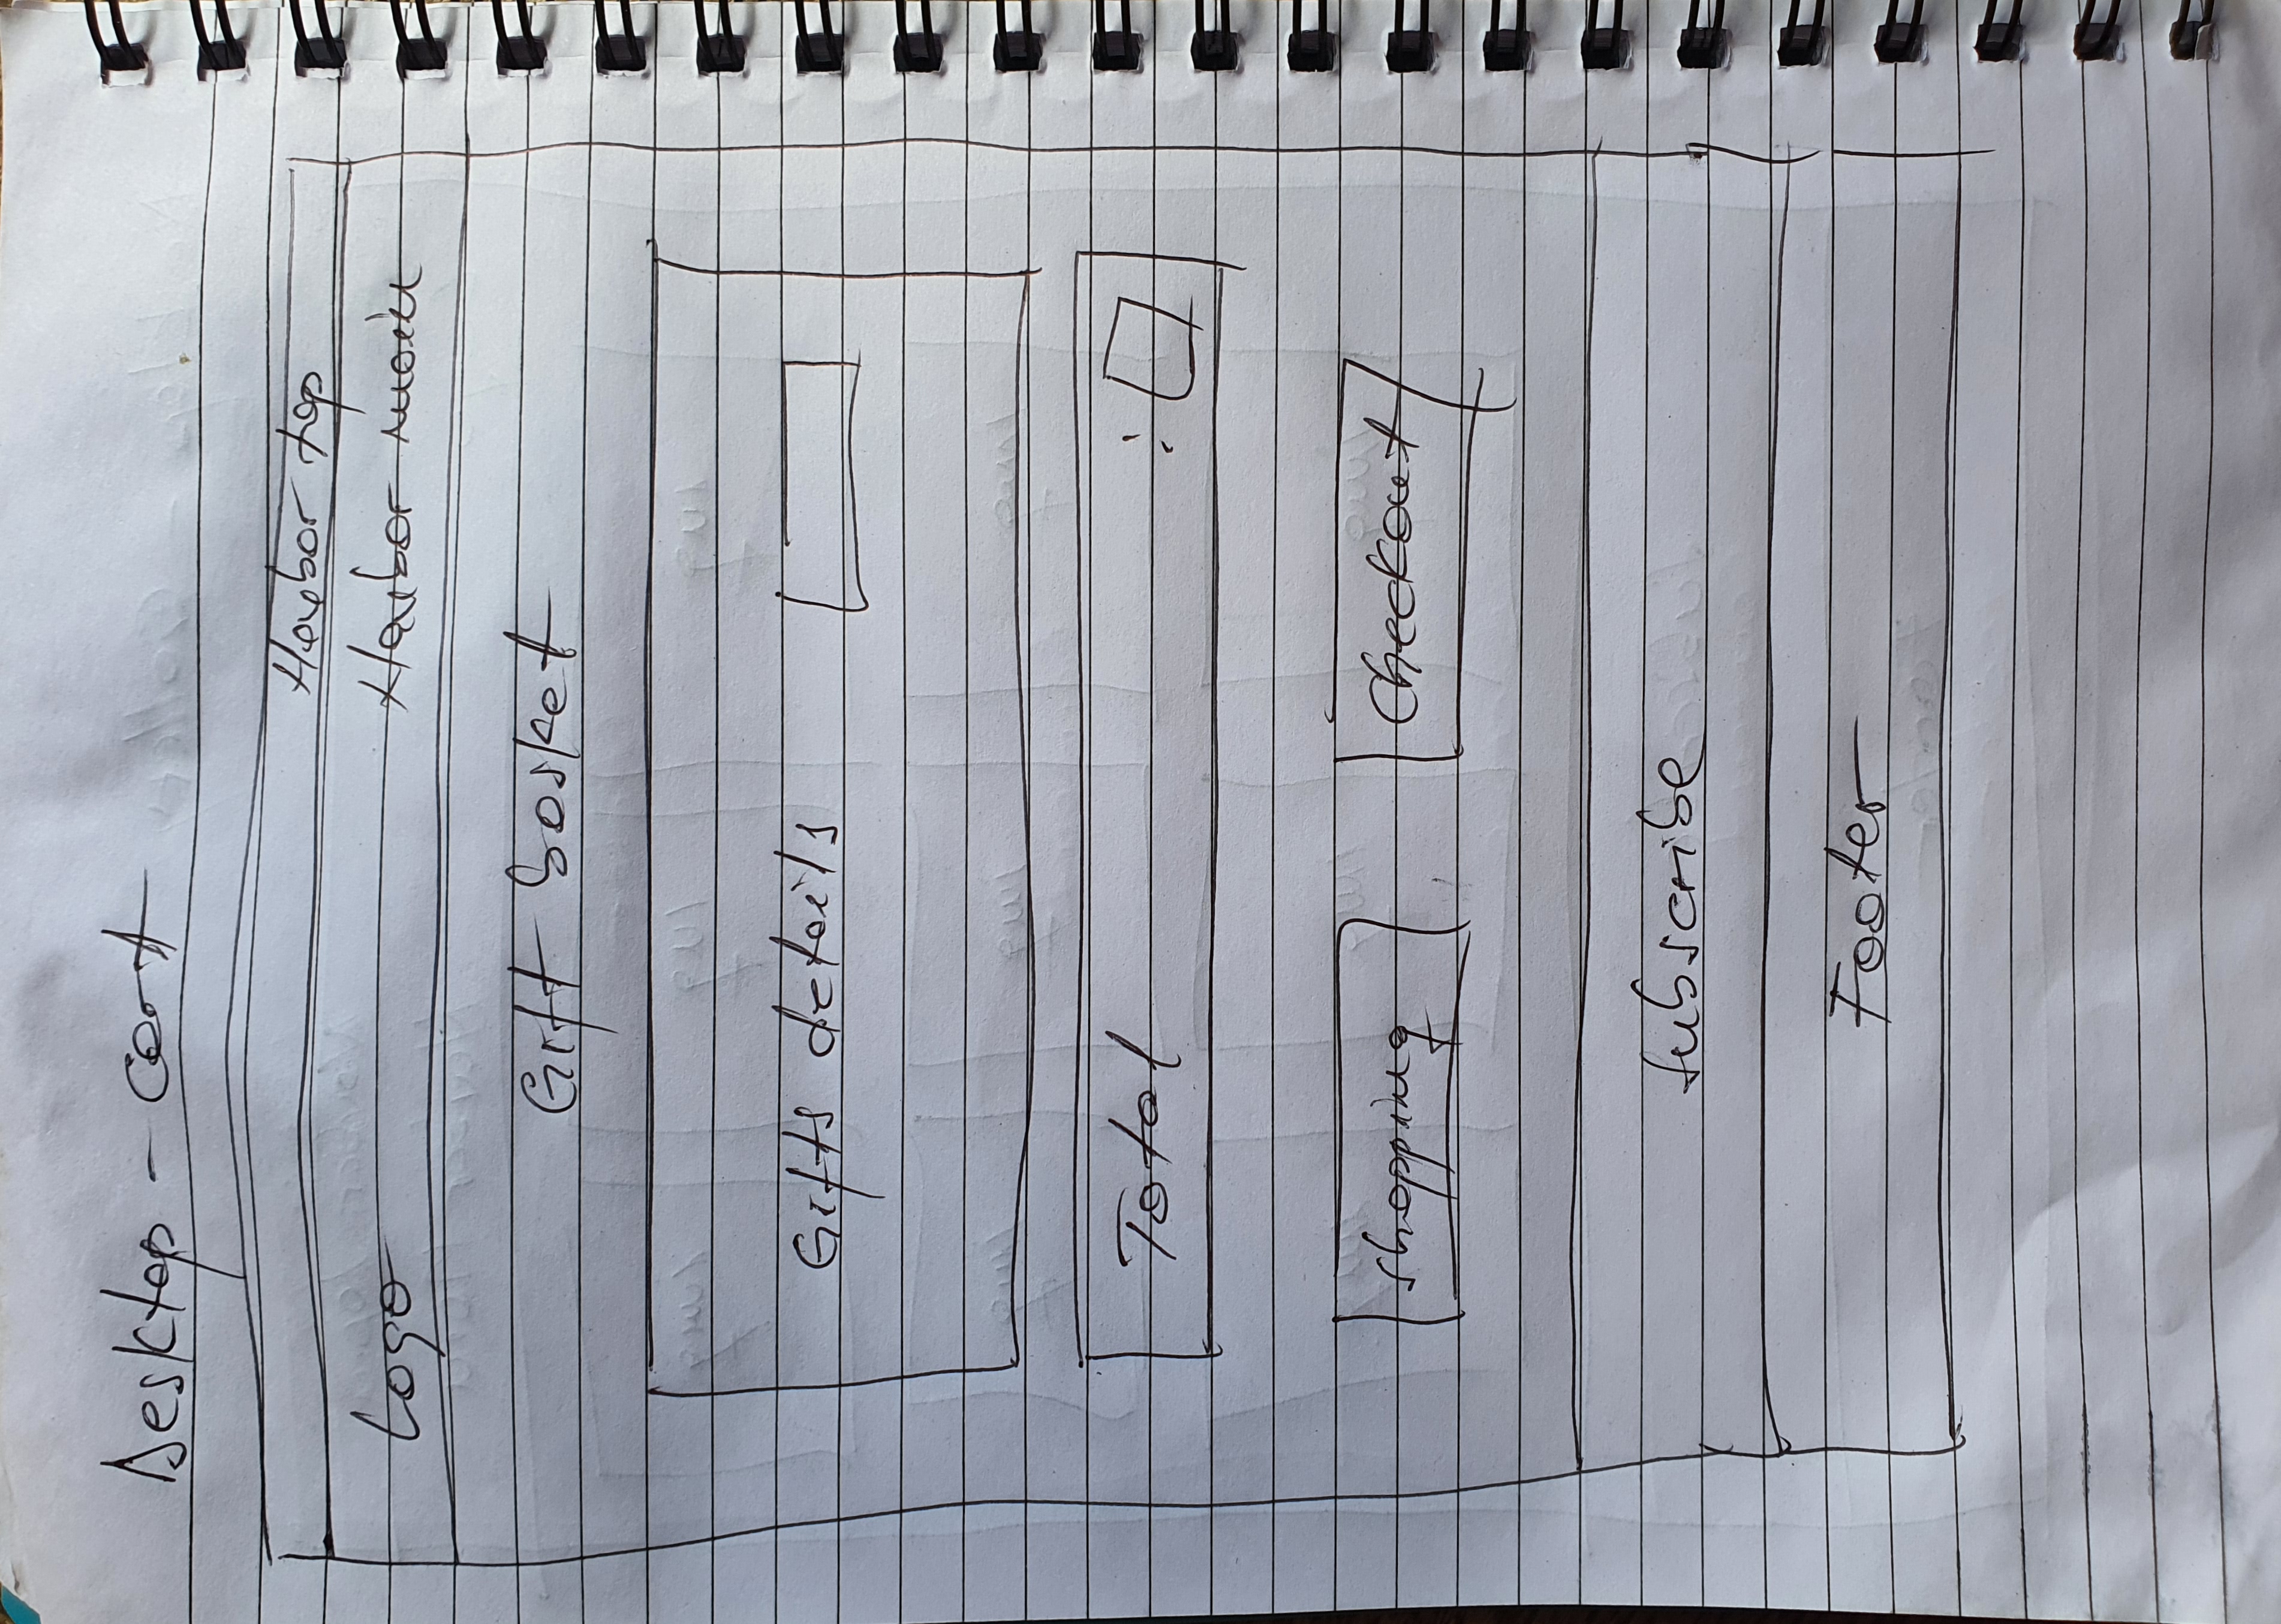 Desktop - cart
Navbar top
Logo Navbar main
Gift basket
Gifts details
Total :
Shopping Checkout
Subscribe
Footer